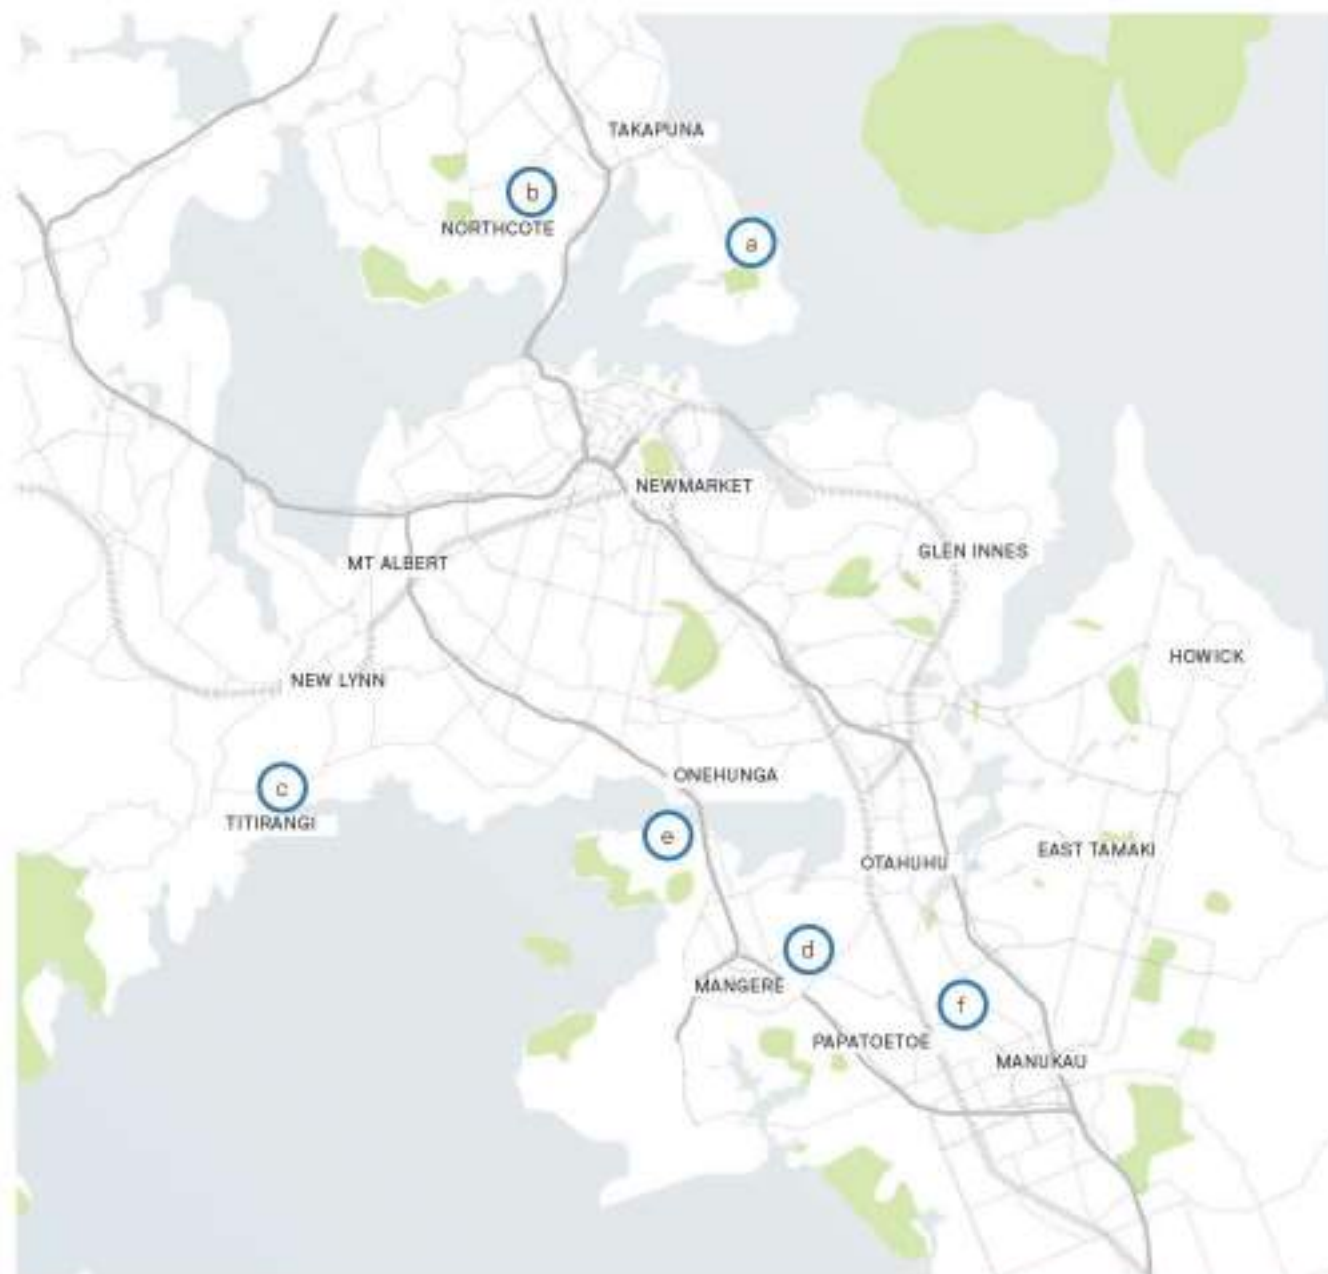 TAKAPUNA
b
NORTHCOTE
a
NEWMARKET
GLEN INNES
MT ALBERT
HOWICK
NEW LYNN
ONEHUNGA
c
TITIRANGI
e
EAST TAMAKI
OTAHUHU
d
MANGERE
f
PAPATOETOE
MANUKAU